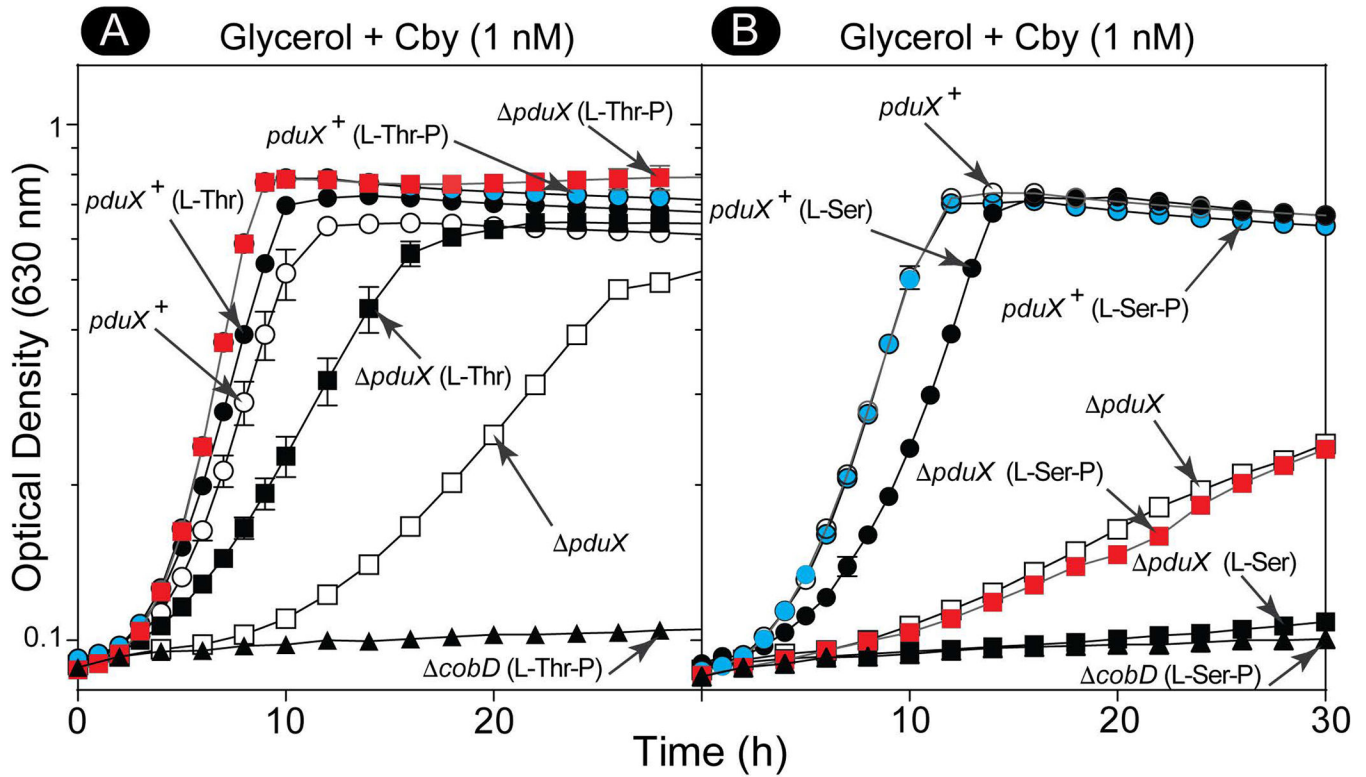 A
Glycerol + Cby (1 nM)
B
Glycerol + Cby (1 nM)
Optical Density (630 nm)
1
0.1
pduX⁺ (L-Thr-P)
ΔpduX (L-Thr-P)
pduX⁺ (L-Thr)
pduX⁺
ΔpduX (L-Thr)
ΔpduX
ΔcobD (L-Thr-P)
pduX⁺
pduX⁺ (L-Ser)
pduX⁺ (L-Ser-P)
ΔpduX
ΔpduX (L-Ser-P)
ΔpduX (L-Ser)
ΔcobD (L-Ser-P)
0 10 20 10 20 30
Time (h)